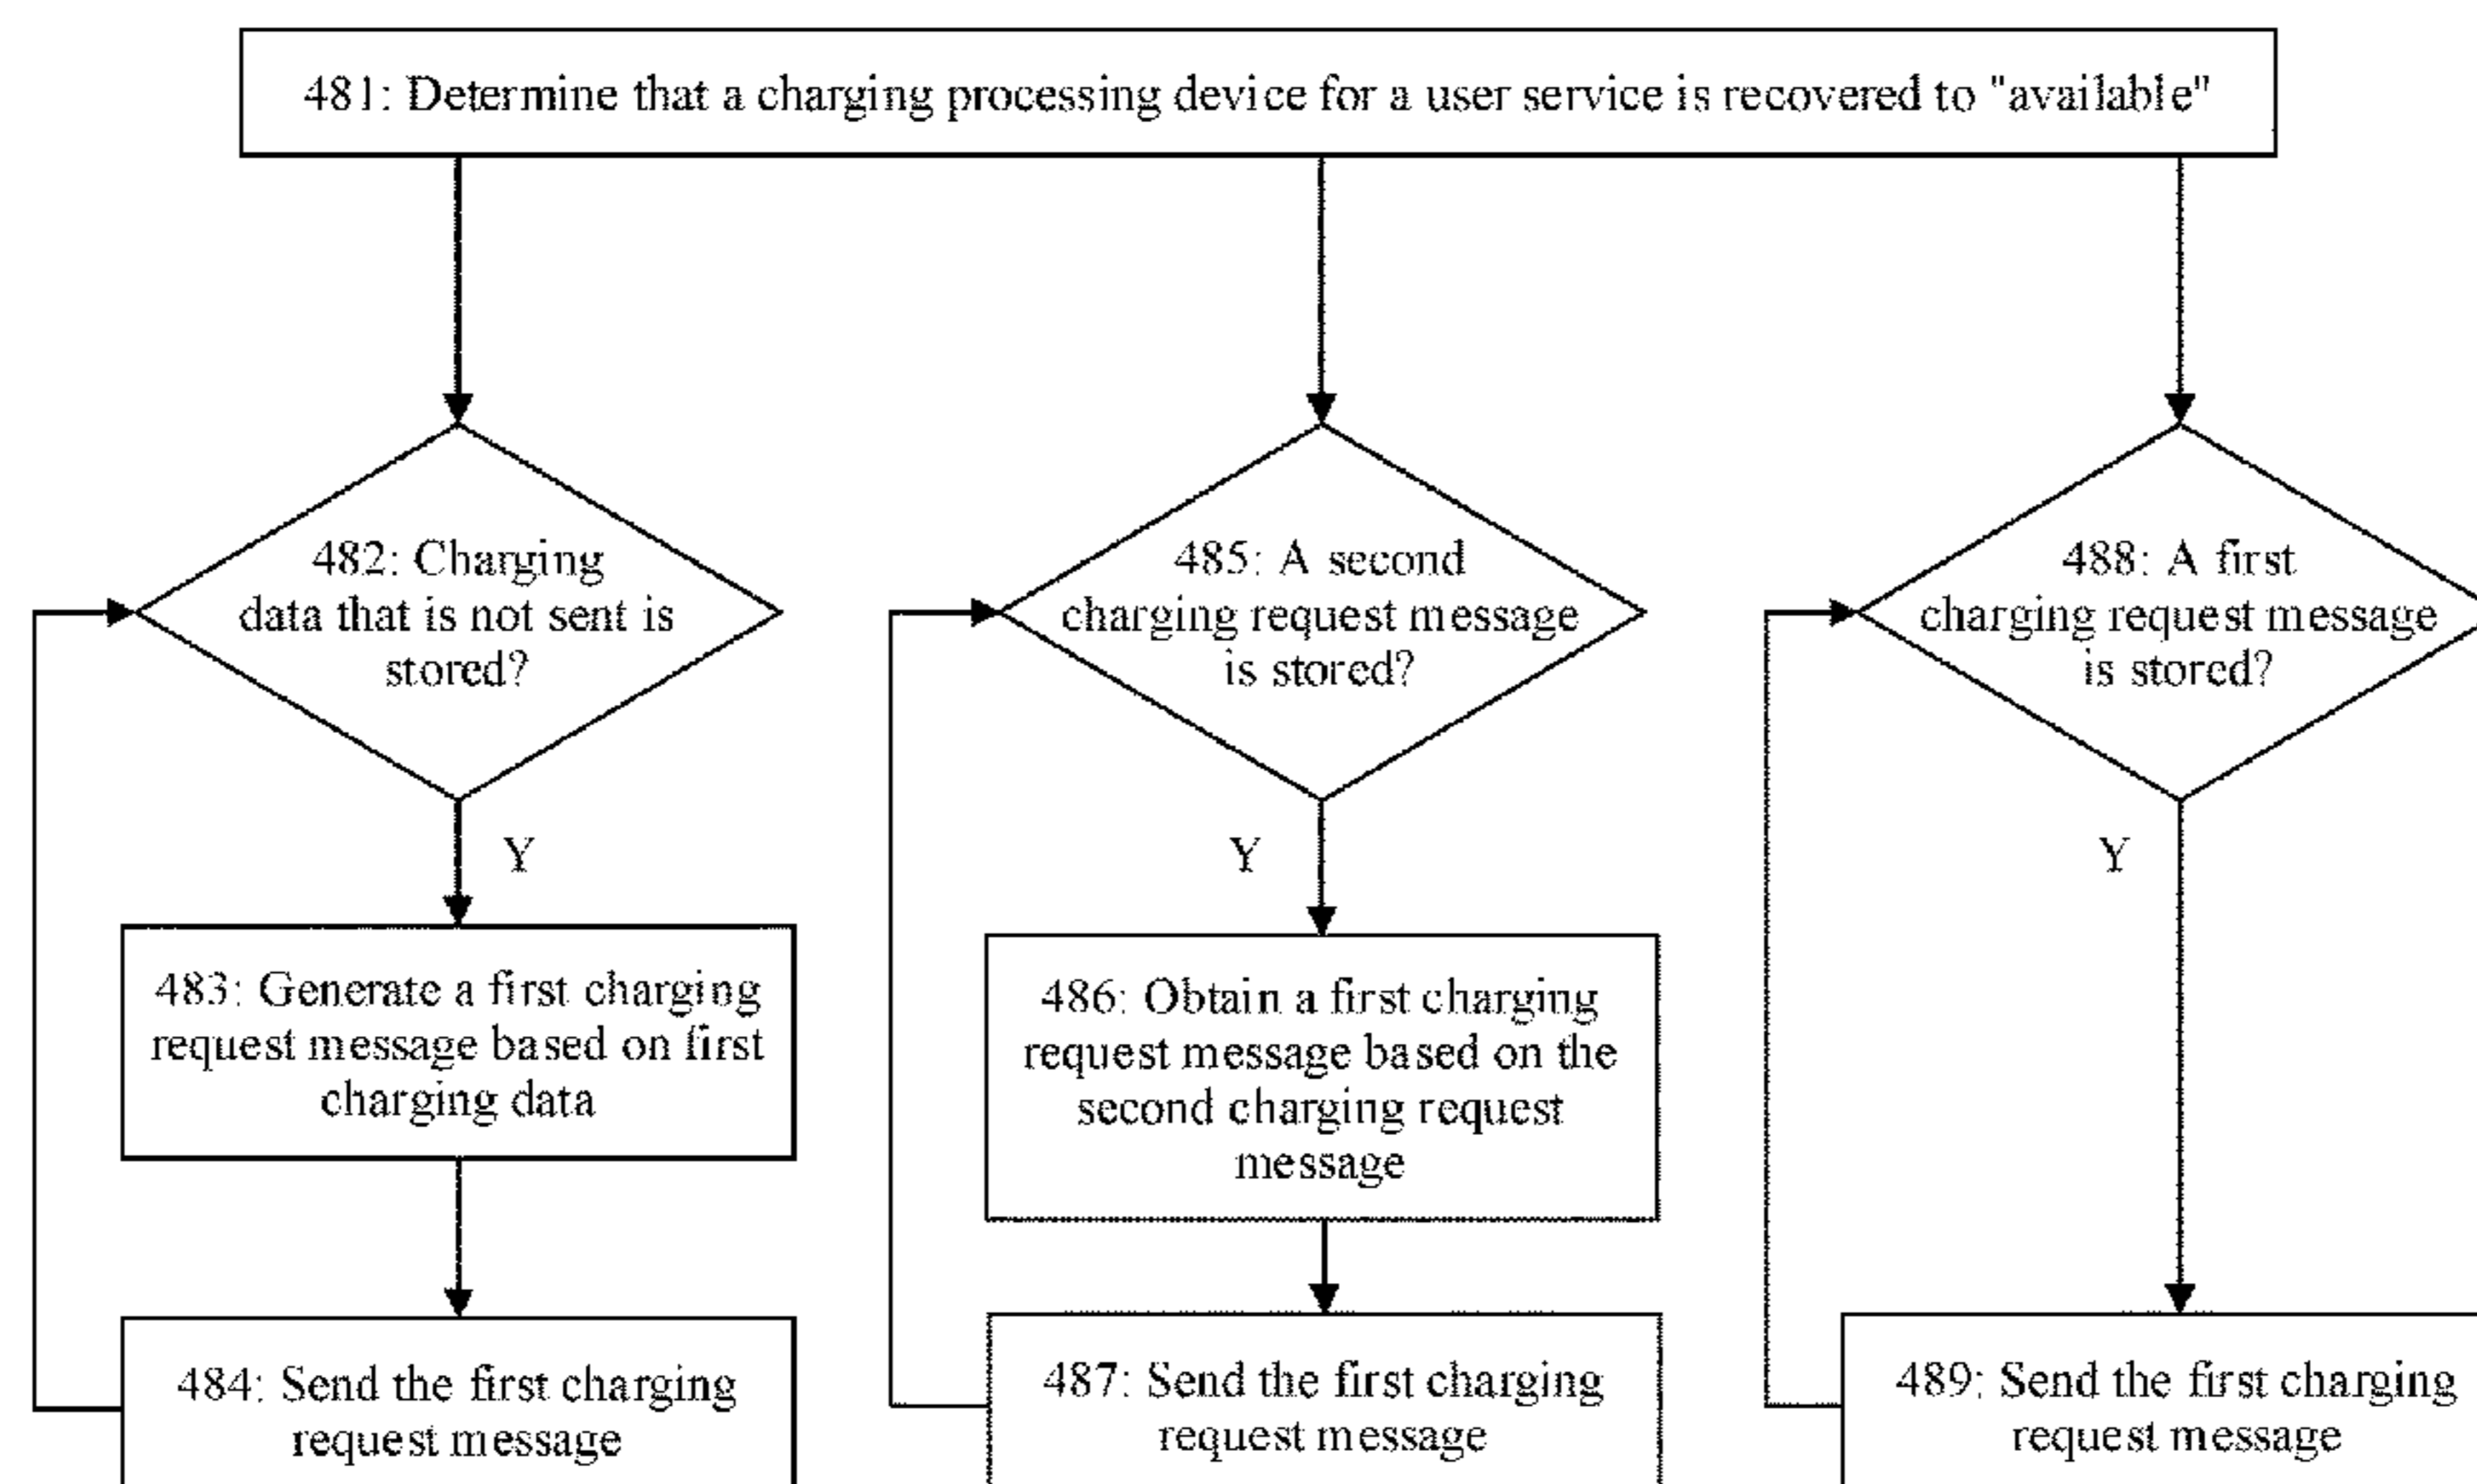 481: Determine that a charging processing device for a user service is recovered to "available"
482: Charging
data that is not sent is
stored?
485: A second
charging request message
is stored?
488: A first
charging request message
is stored?
Y
Y
Y
483: Generate a first charging
request message based on first
charging data
486: Obtain a first charging
request message based on the
second charging request
message
484: Send the first charging
request message
487: Send the first charging
request message
489: Send the first charging
request message